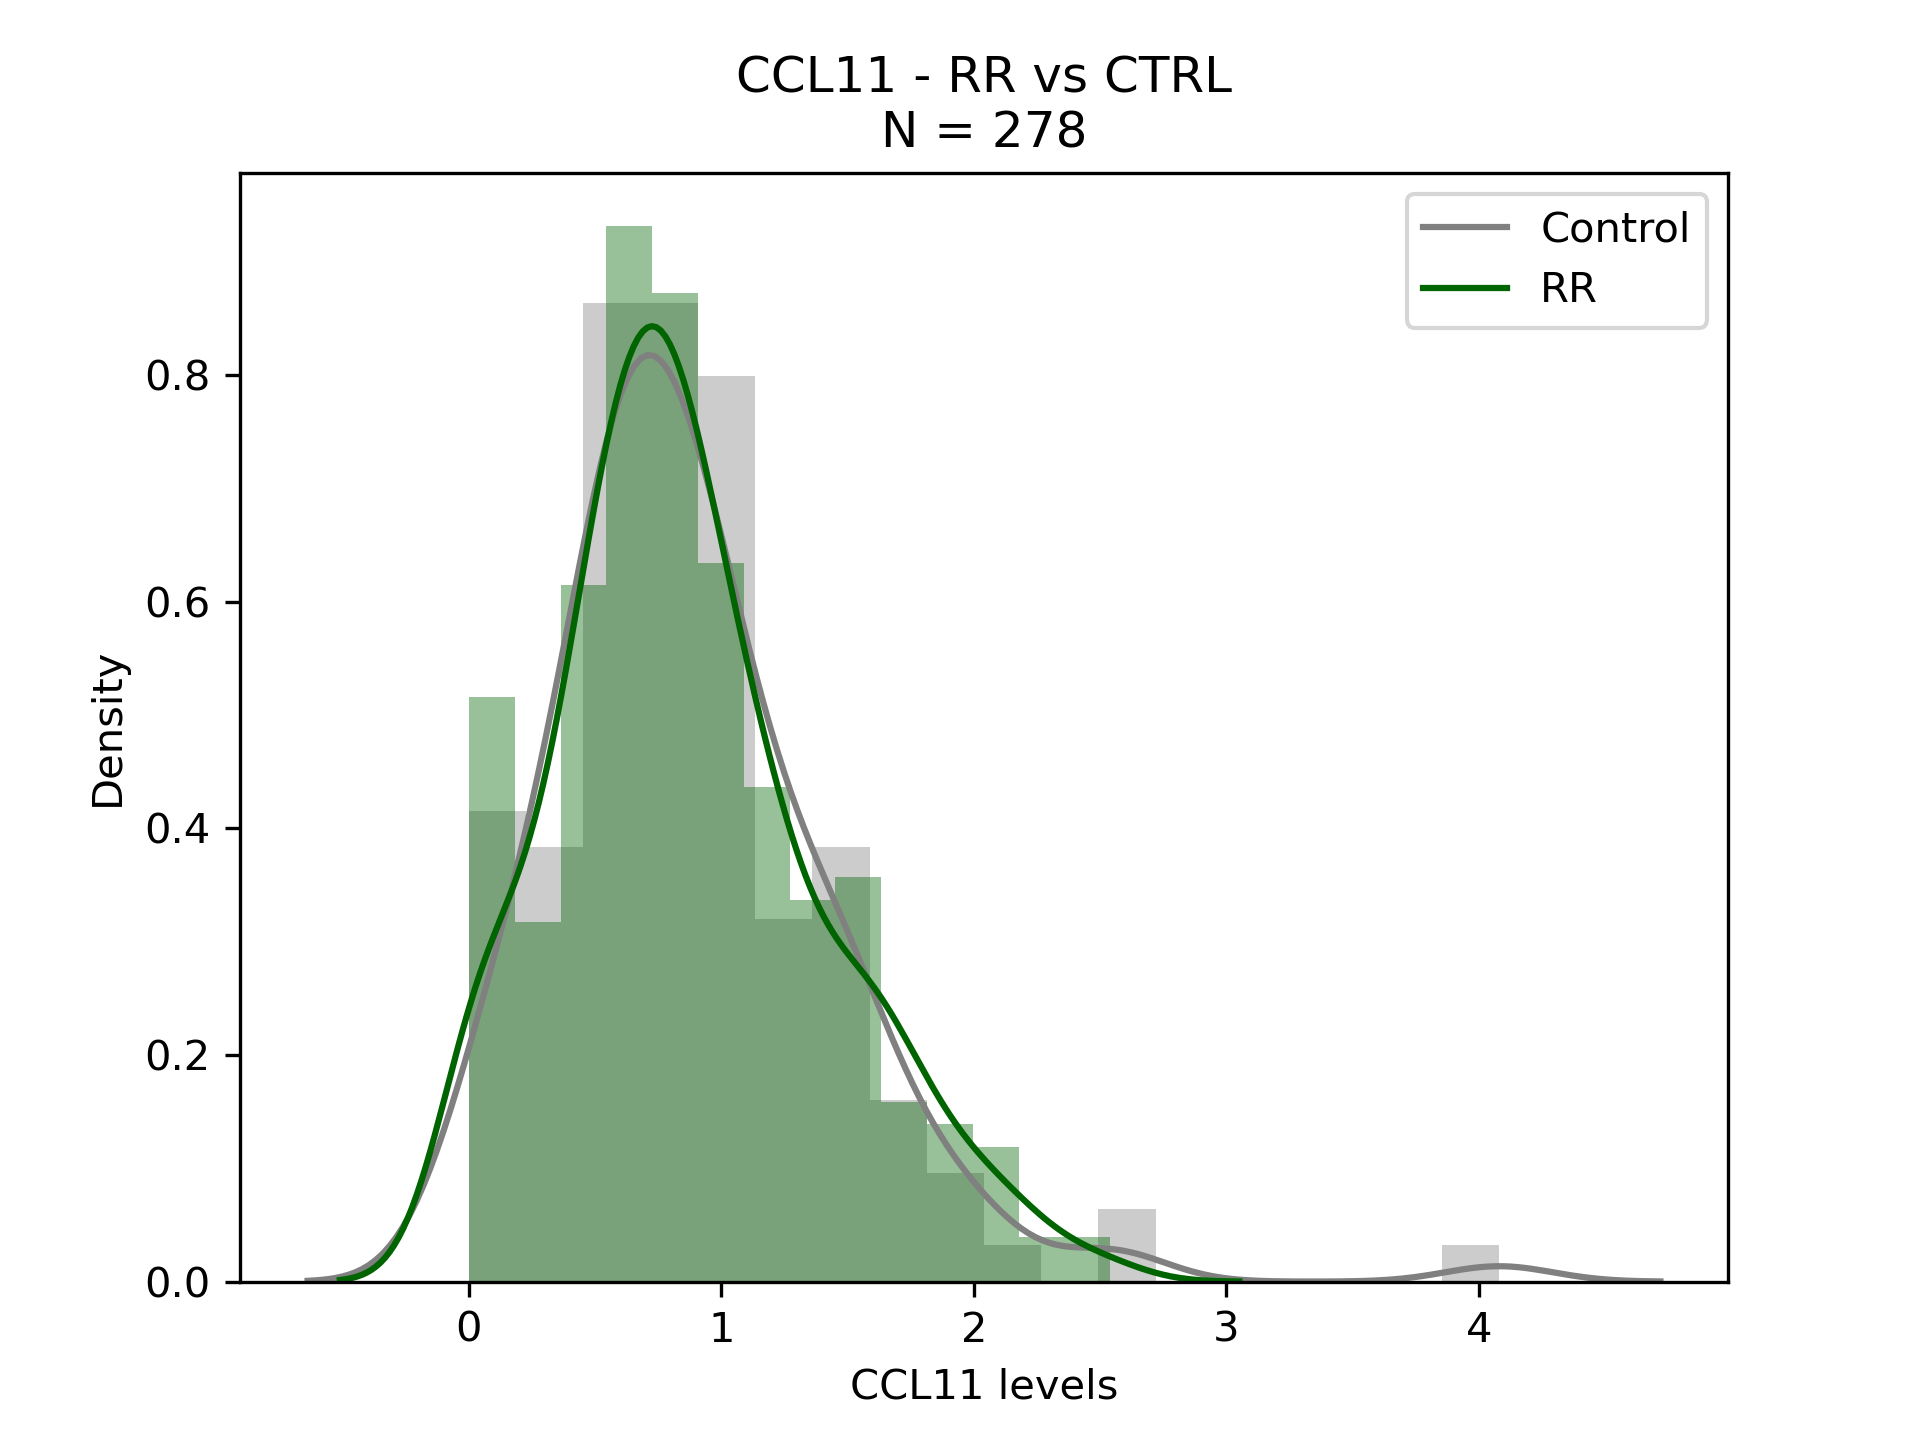 CCL11 - RR vs CTRL
N = 278
Control
RR
Density
0.8
0.6
0.4
0.2
0.0
0 1 2 3 4
CCL11 levels